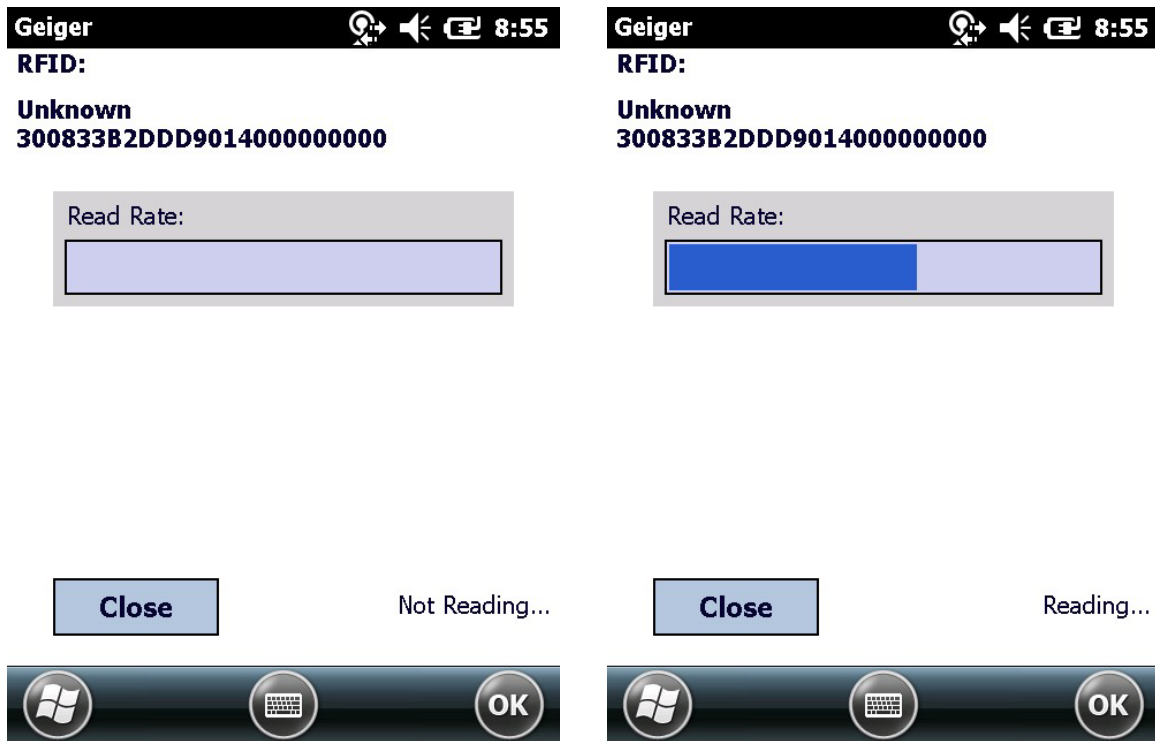 Geiger 8:55
RFID:
Unknown
300833B2DDD9014000000000
Read Rate:
Close Not Reading...
OK
Geiger 8:55
RFID:
Unknown
300833B2DDD9014000000000
Read Rate:
Close Reading...
OK